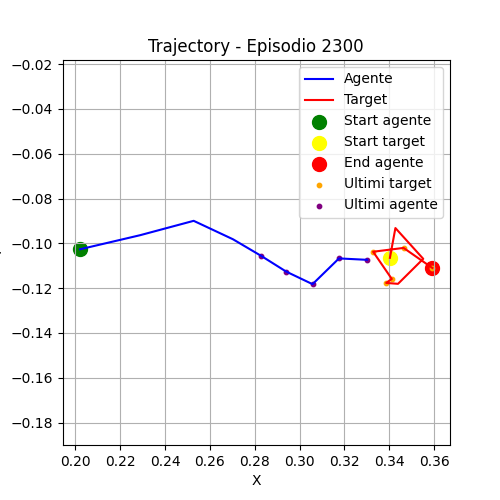 Trajectory - Episodio 2300
Agente
Target
Start agente
Start target
End agente
Ultimi target
Ultimi agente
−0.02
−0.04
−0.06
−0.08
−0.10
−0.12
−0.14
−0.16
−0.18
0.20 0.22 0.24 0.26 0.28 0.30 0.32 0.34 0.36
X